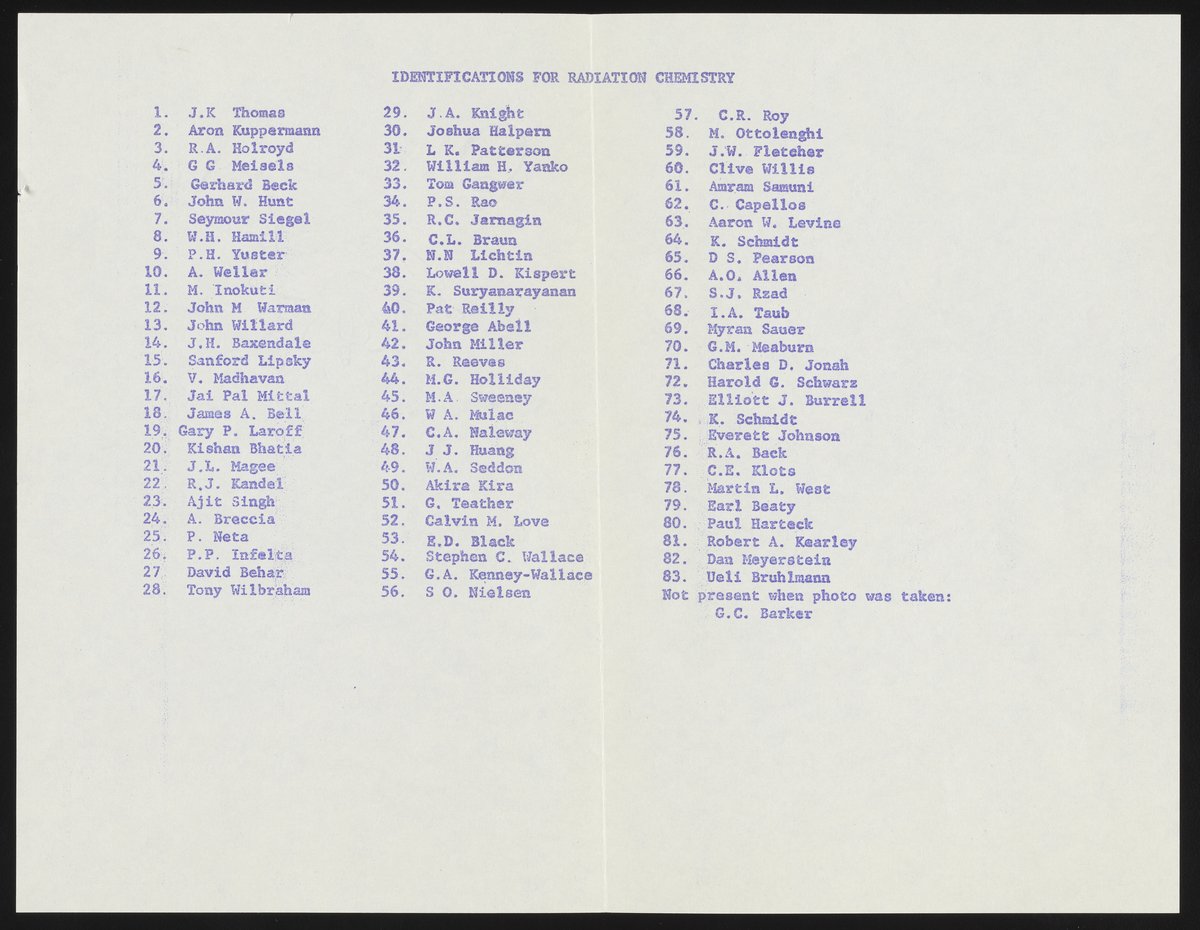 IDENTIFICATIONS FOR RADIATION CHEMISTRY
1. J.K Thomas
2. Aron Kuppermann
3. R.A. Holroyd
4. G G Meisels
5. Gerhard Beck
6. John W. Hunt
7. Seymour Siegel
8. W.H. Hamill
9. P.H. Yuster
10. A. Weller
11. M. Inokuti
12. John M Warman
13. John Willard
14. J.H. Baxendale
15. Sanford Lipsky
16. V. Madhavan
17. Jai Pal Mittal
18. James A. Bell
19. Gary P. Laroff
20. Kishan Bhatia
21. J.L. Magee
22. R.J. Kandel
23. Ajit Singh
24. A. Breccia
25. P. Neta
26. P.P. Infelta
27 David Behar
28. Tony Wilbraham
29. J.A. Knight
30. Joshua Halpern
31 L K. Patterson
32. William H. Yanko
33. Tom Gangwer
34. P.S. Rao
35. R.C. Jarnagin
36. C.L. Braun
37. N.N Lichtin
38. Lowell D. Kispert
39. K. Suryanarayanan
40. Pat Reilly
41. George Abell
42. John Miller
43. R. Reeves
44. M.G. Holliday
45. M.A. Sweeney
46. W A. Mulac
47. C.A. Naleway
48. J J. Huang
49. W.A. Seddon
50. Akira Kira
51. G. Teather
52. Calvin M. Love
53. E.D. Black
54. Stephen C. Wallace
55. G.A. Kenney-Wallace
56. S O. Nielsen
57. C.R. Roy
58. M. Ottolenghi
59. J.W. Fletcher
60. Clive Willis
61. Amram Samuni
62. C. Capellos
63. Aaron W. Levine
64. K. Schmidt
65. D S. Pearson
66. A.O. Allen
67. S.J. Rzad
68. I.A. Taub
69. Myran Sauer
70. G.M. Meaburn
71. Charles D. Jonah
72. Harold G. Schwarz
73. Elliott J. Burrell
74. K. Schmidt
75. Everett Johnson
76. R.A. Back
77. C.E. Klots
78. Martin L. West
79. Earl Beaty
80. Paul Harteck
81. Robert A. Kearley
82. Dan Meyerstein
83. Ueli Bruhlmann
Not present when photo was taken:
G.C. Barker